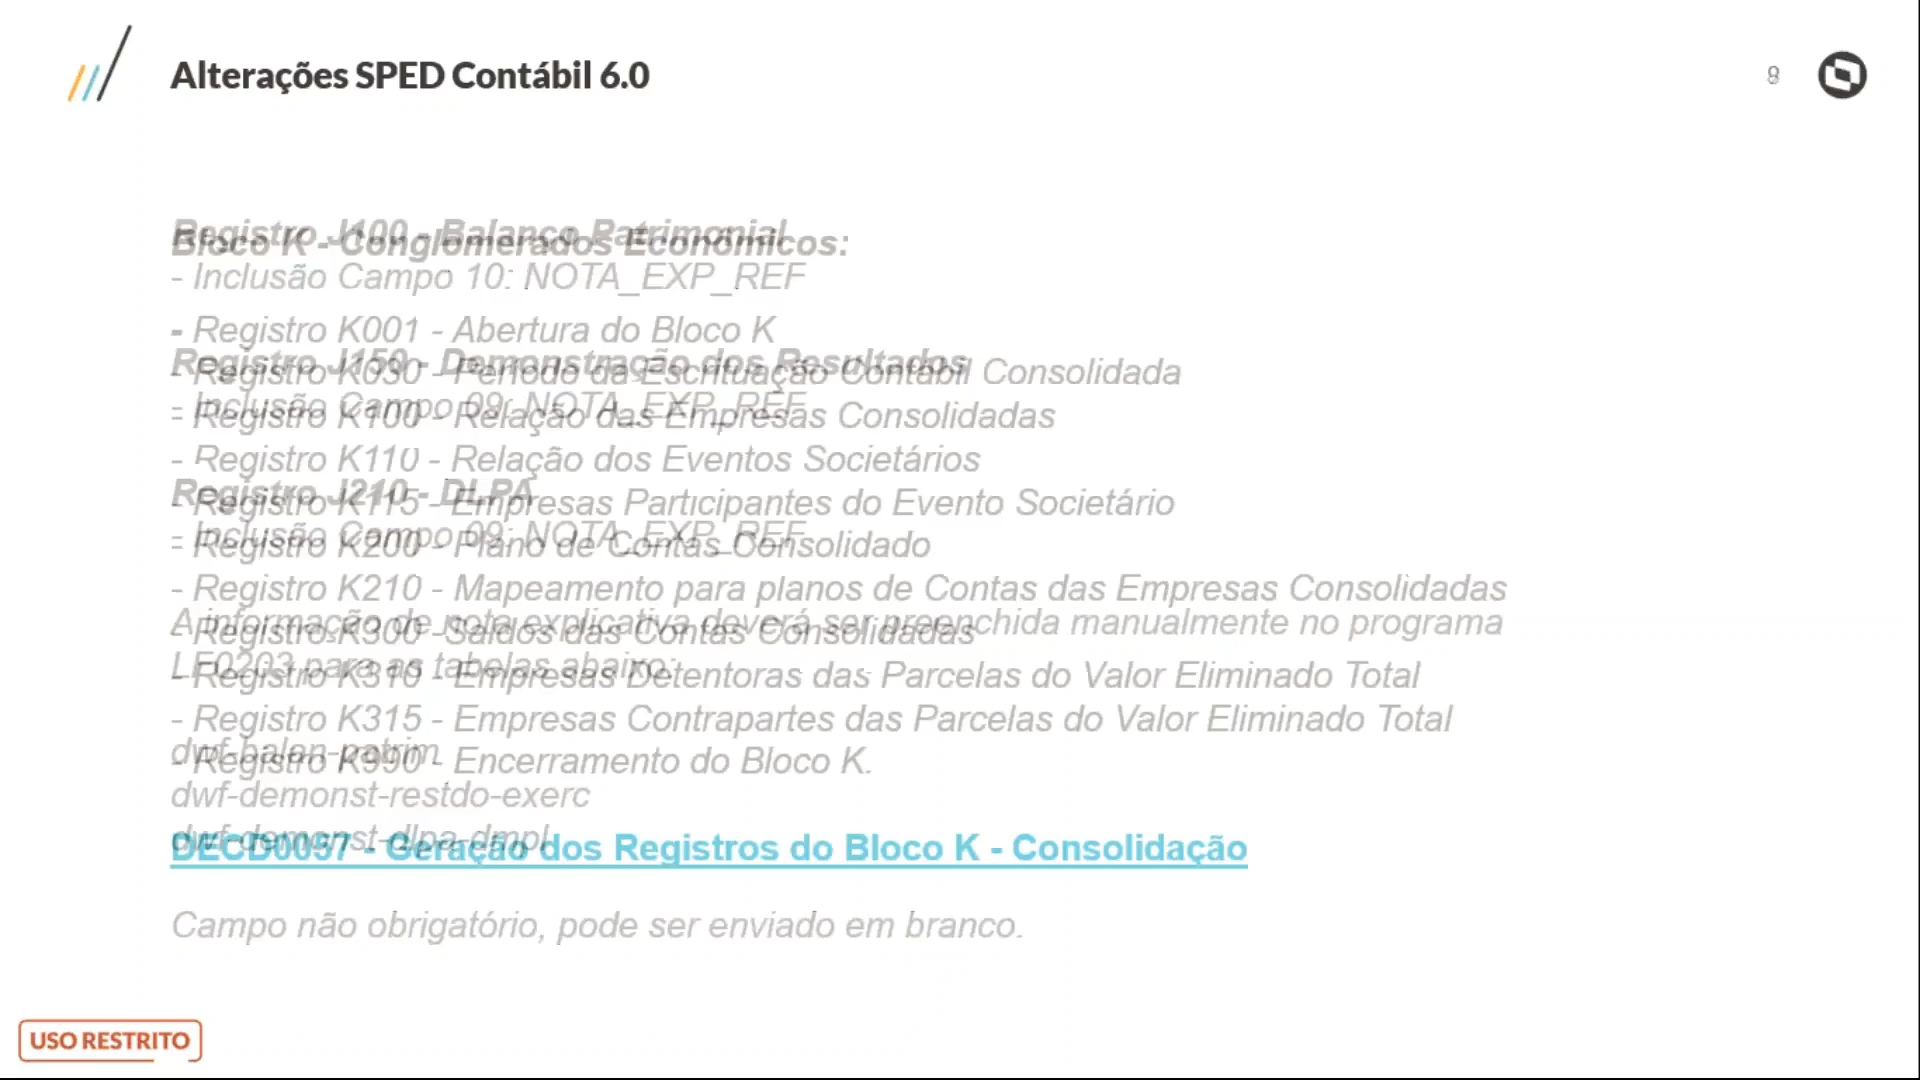 Alterações SPED Contábil 6.0
Registro J100 - Balanço Patrimonial
- Inclusão Campo 10: NOTA_EXP_REF
Registro J150 - Demonstração dos Resultados
- Inclusão Campo 09: NOTA_EXP_REF
Registro J210 - DLPA
- Inclusão Campo 09: NOTA_EXP_REF
A informação de nota explicativa deverá ser preenchida manualmente no programa
LF0203 para as tabelas abaixo:
dwf-balan-patrim
dwf-demonst-restdo-exerc
dwf-demonst-dlpa-dmpl
Campo não obrigatório, pode ser enviado em branco.
Bloco K - Conglomerados Econômicos:
- Registro K001 - Abertura do Bloco K
- Registro K030 - Período da Escrituação Contábil Consolidada
- Registro K100 - Relação das Empresas Consolidadas
- Registro K110 - Relação dos Eventos Societários
- Registro K115 - Empresas Participantes do Evento Societário
- Registro K200 - Plano de Contas Consolidado
- Registro K210 - Mapeamento para planos de Contas das Empresas Consolidadas
- Registro K300 -Saldos das Contas Consolidadas
- Registro K310 - Empresas Detentoras das Parcelas do Valor Eliminado Total
- Registro K315 - Empresas Contrapartes das Parcelas do Valor Eliminado Total
- Registro K990 - Encerramento do Bloco K.
- Geração dos Registros do Bloco K - Consolidação
USO RESTRITO